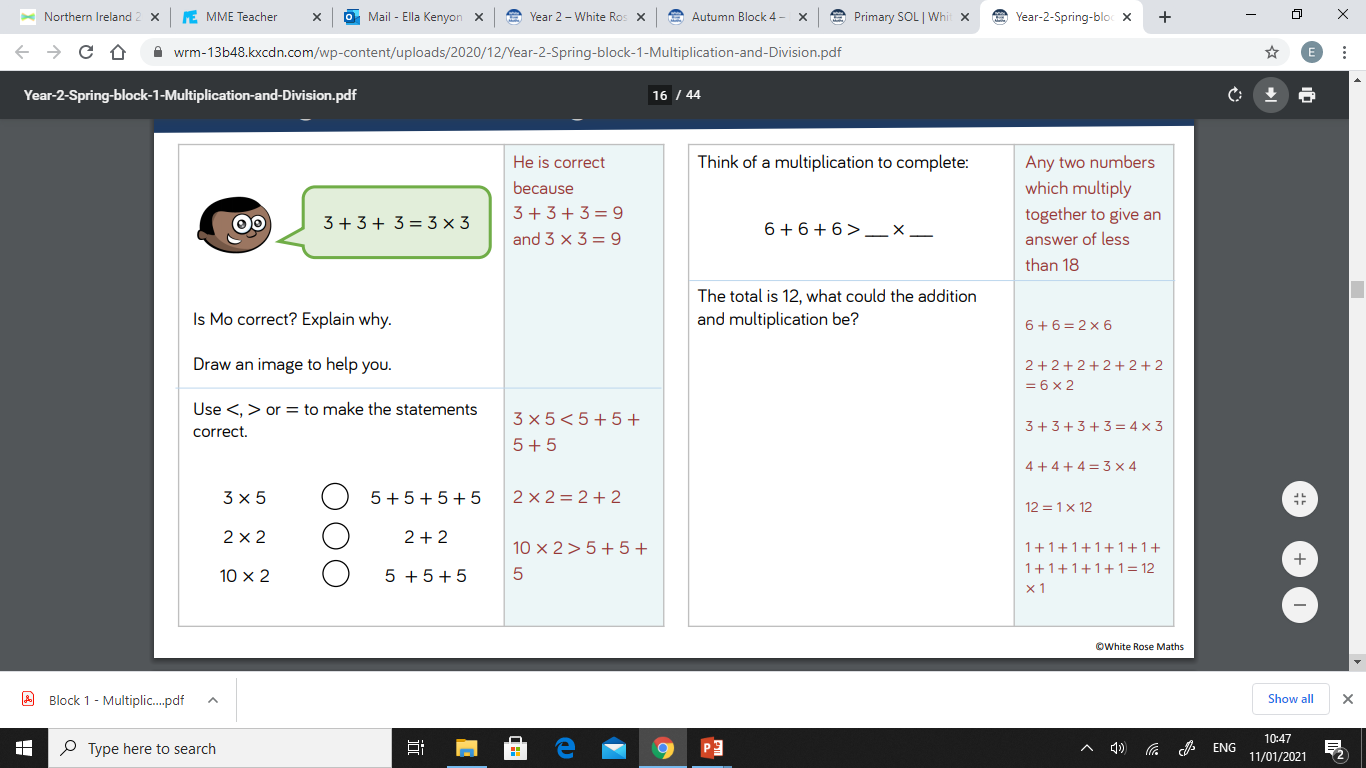 Northern Ireland 2
MME Teacher
Mail - Ella Kenyon
Year 2 – White Ros
Autumn Block 4 –
Primary SOL | Whit
Year-2-Spring-bloc
wrm-13b48.kxcdn.com/wp-content/uploads/2020/12/Year-2-Spring-block-1-Multiplication-and-Division.pdf
E
Year-2-Spring-block-1-Multiplication-and-Division.pdf
16 / 44
3 + 3 + 3 = 3 × 3
Is Mo correct? Explain why.
Draw an image to help you.
He is correct
because
3 + 3 + 3 = 9
and 3 × 3 = 9
Use <, > or = to make the statements
correct.
3 × 5 5 + 5 + 5 + 5
2 × 2 2 + 2
10 × 2 5 + 5 + 5
3 × 5 < 5 + 5 +
5 + 5
2 × 2 = 2 + 2
10 × 2 > 5 + 5 +
5
Think of a multiplication to complete:
6 + 6 + 6 > __ × __
Any two numbers
which multiply
together to give an
answer of less
than 18
The total is 12, what could the addition
and multiplication be?
6 + 6 = 2 × 6
2 + 2 + 2 + 2 + 2 + 2
= 6 × 2
3 + 3 + 3 + 3 = 4 × 3
4 + 4 + 4 = 3 × 4
12 = 1 × 12
1 + 1 + 1 + 1 + 1 + 1 +
1 + 1 + 1 + 1 + 1 + 1 = 12
× 1
©White Rose Maths
Block 1 - Multiplic....pdf
Show all
Type here to search
ENG
10:47
11/01/2021
2